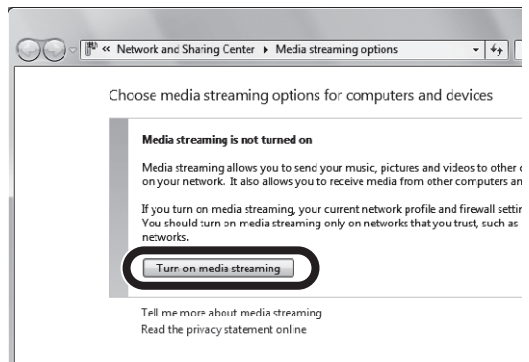 « Network and Sharing Center ▸ Media streaming options
Choose media streaming options for computers and devices
Media streaming is not turned on
Media streaming allows you to send your music, pictures and videos to other
on your network. It also allows you to receive media from other computers
If you turn on media streaming, your current network profile and firewall
You should turn on media streaming only on networks that you trust, such as
networks.
Turn on media streaming
Tell me more about media streaming
Read the privacy statement online